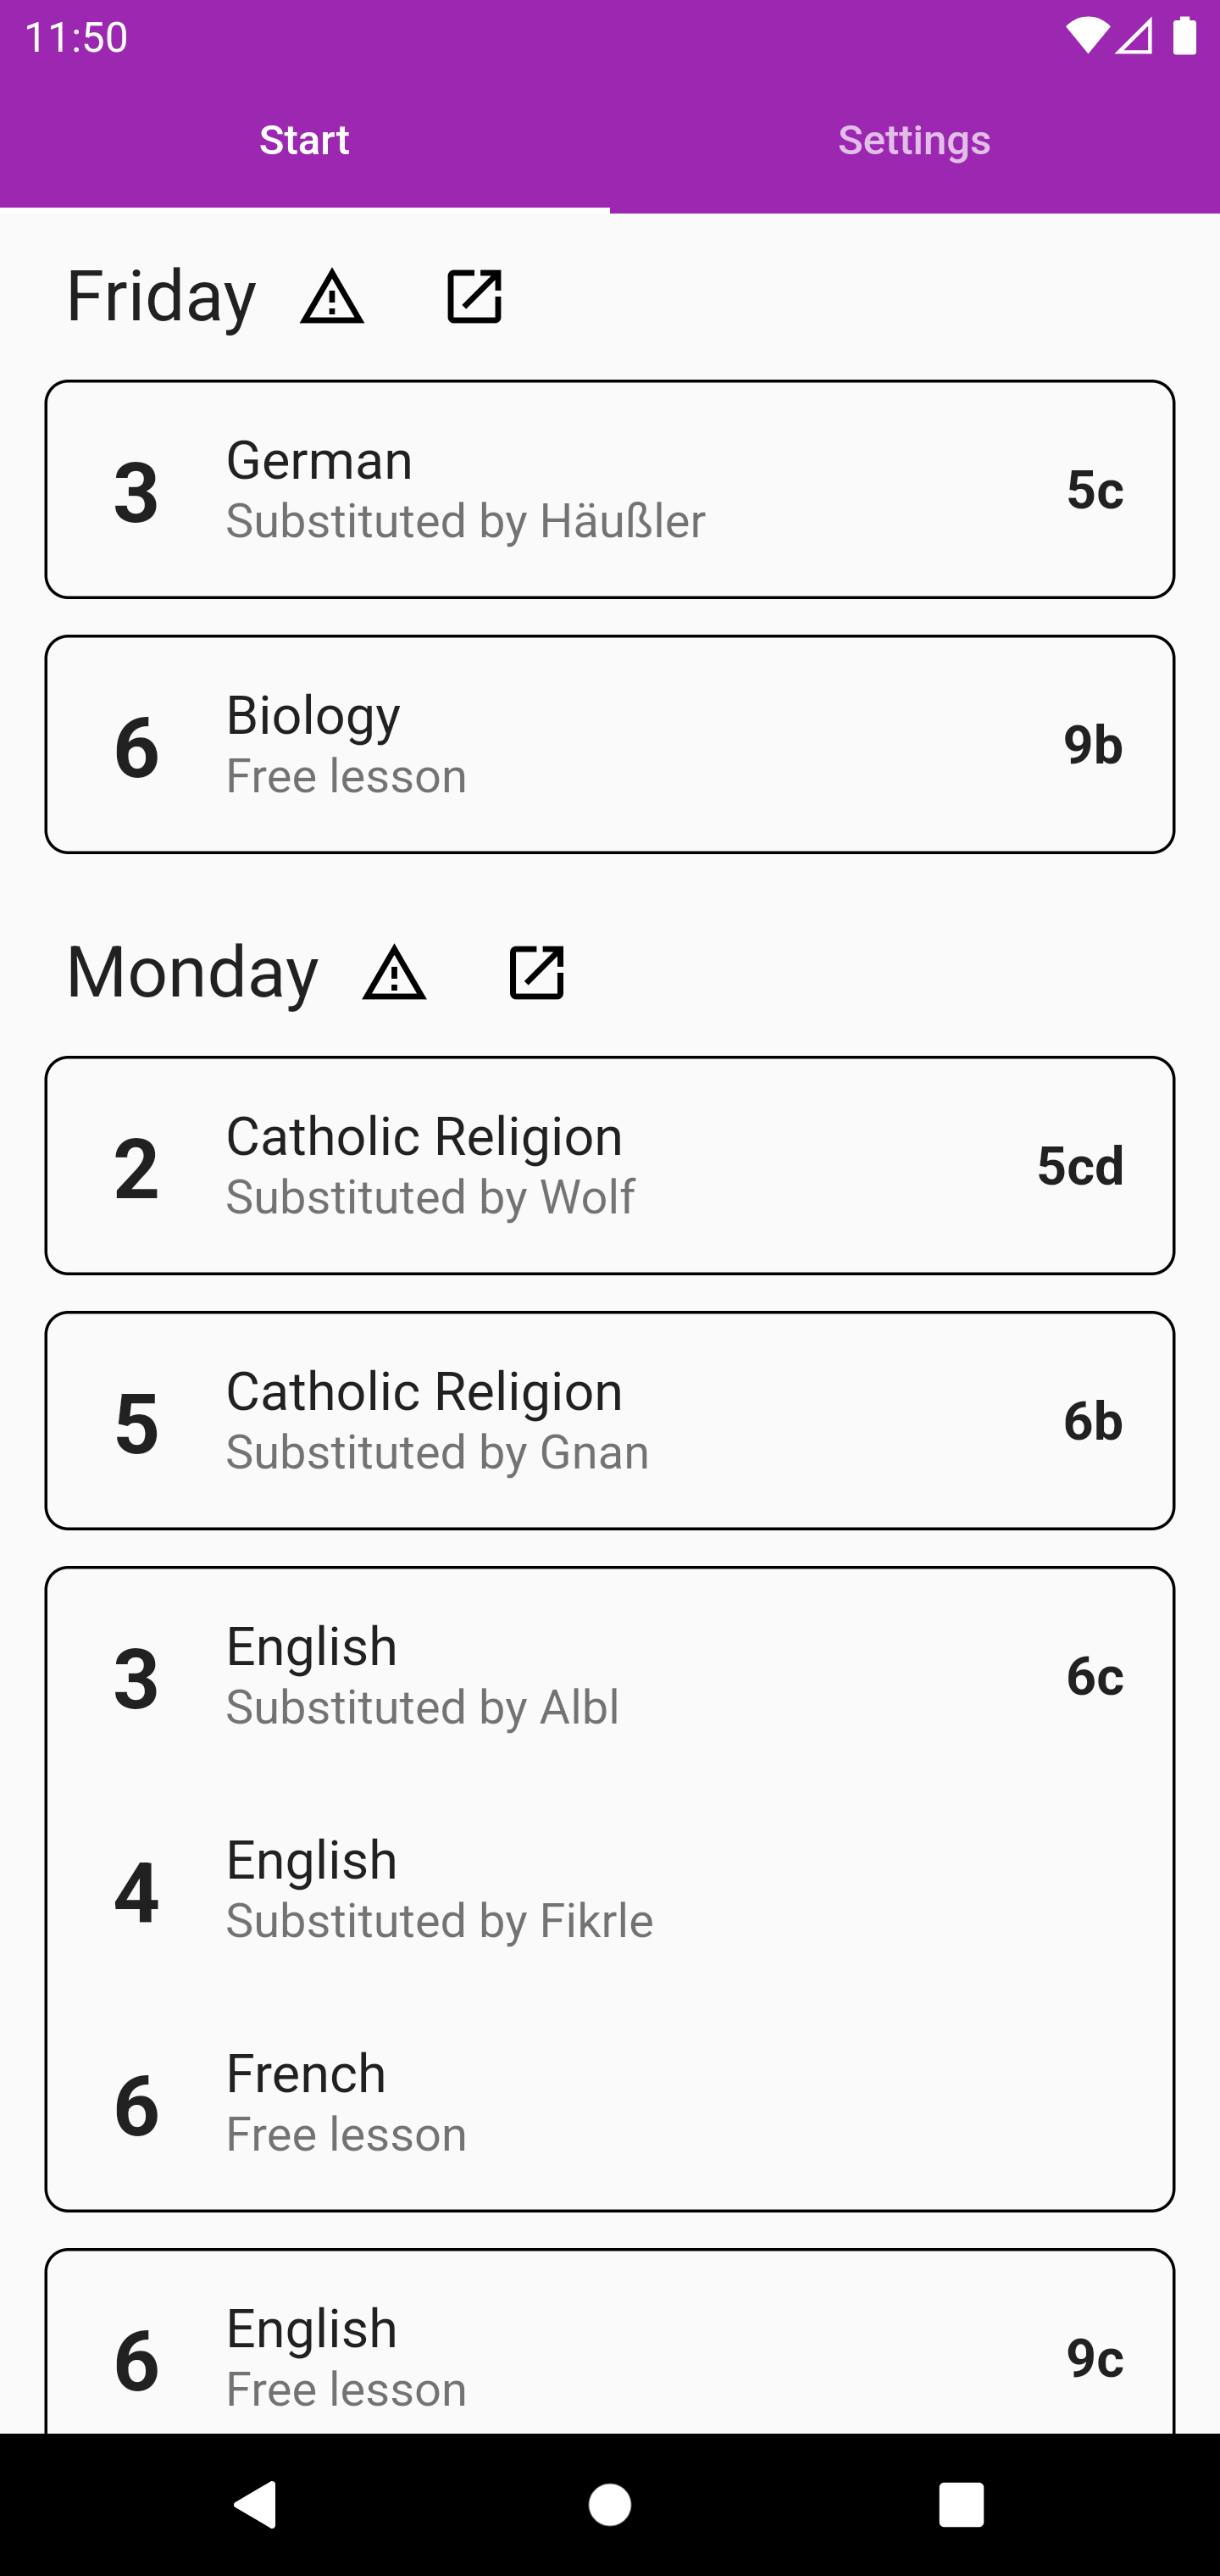 11:50
Start Settings
Friday
3 German 5c
Substituted by Häußler
6 Biology 9b
Free lesson
Monday
2 Catholic Religion 5cd
Substituted by Wolf
5 Catholic Religion 6b
Substituted by Gnan
3 English 6c
Substituted by Albl
4 English
Substituted by Fikrle
6 French
Free lesson
6 English 9c
Free lesson